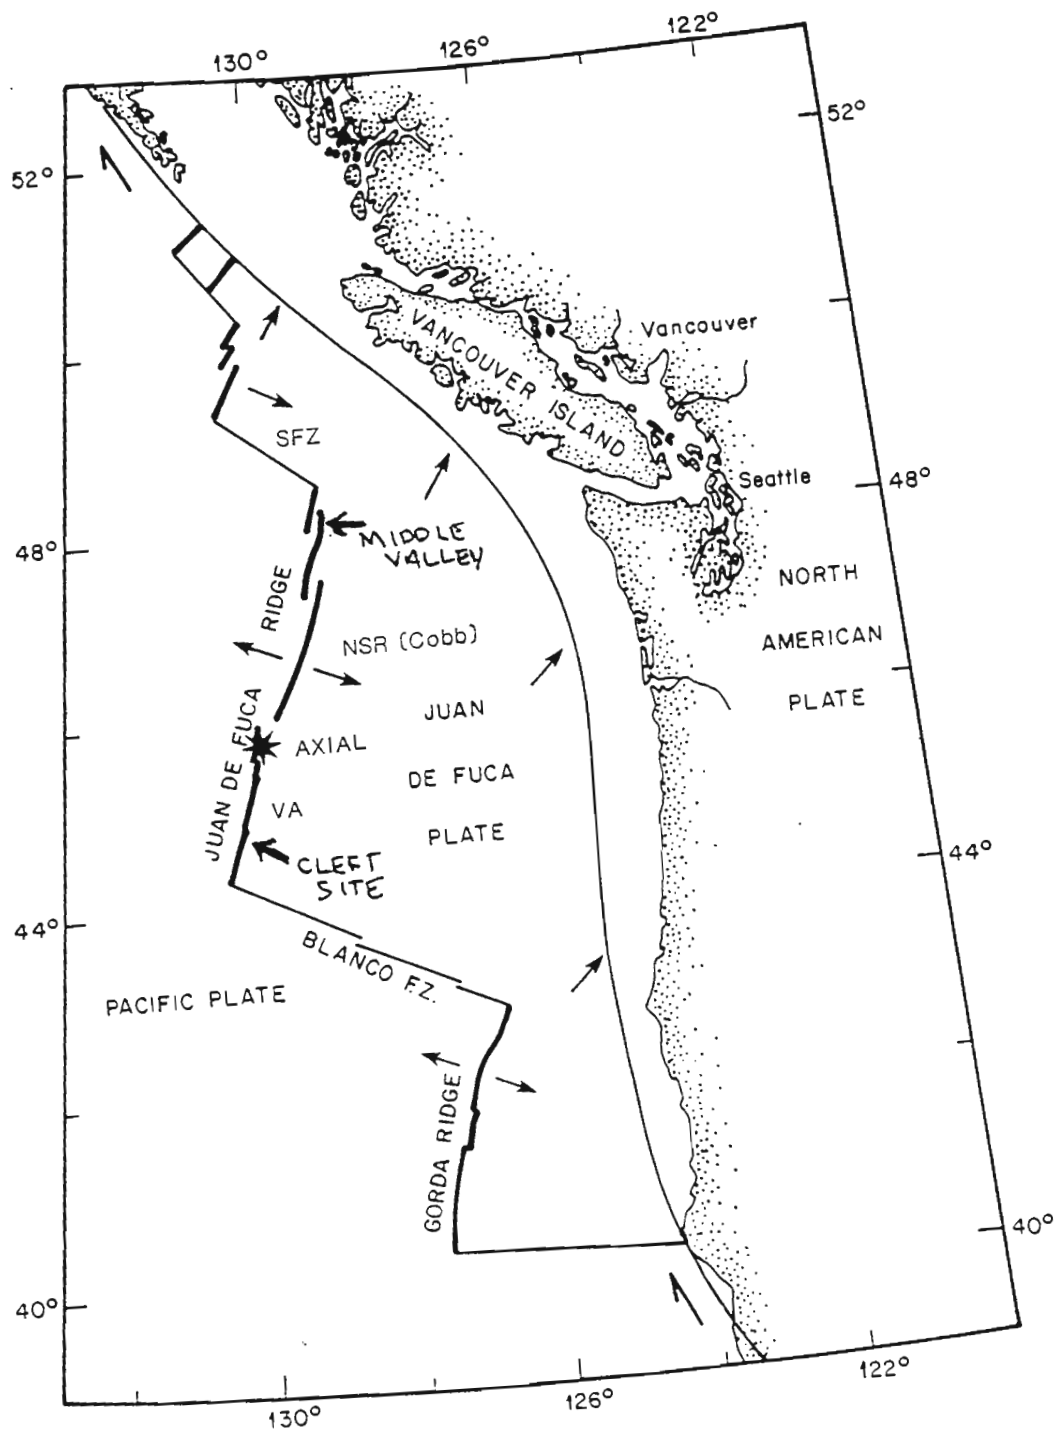 130°
126°
122°
52°
52°
VANCOUVER ISLAND
Vancouver
SFZ
Seattle
48°
MIDDLE
VALLEY
48°
NORTH
AMERICAN
PLATE
JUAN DE FUCA RIDGE
NSR (Cobb)
JUAN
DE FUCA
PLATE
AXIAL
VA
CLEFT
SITE
44°
44°
BLANCO F.Z.
PACIFIC PLATE
GORDA RIDGE
40°
40°
130°
126°
122°